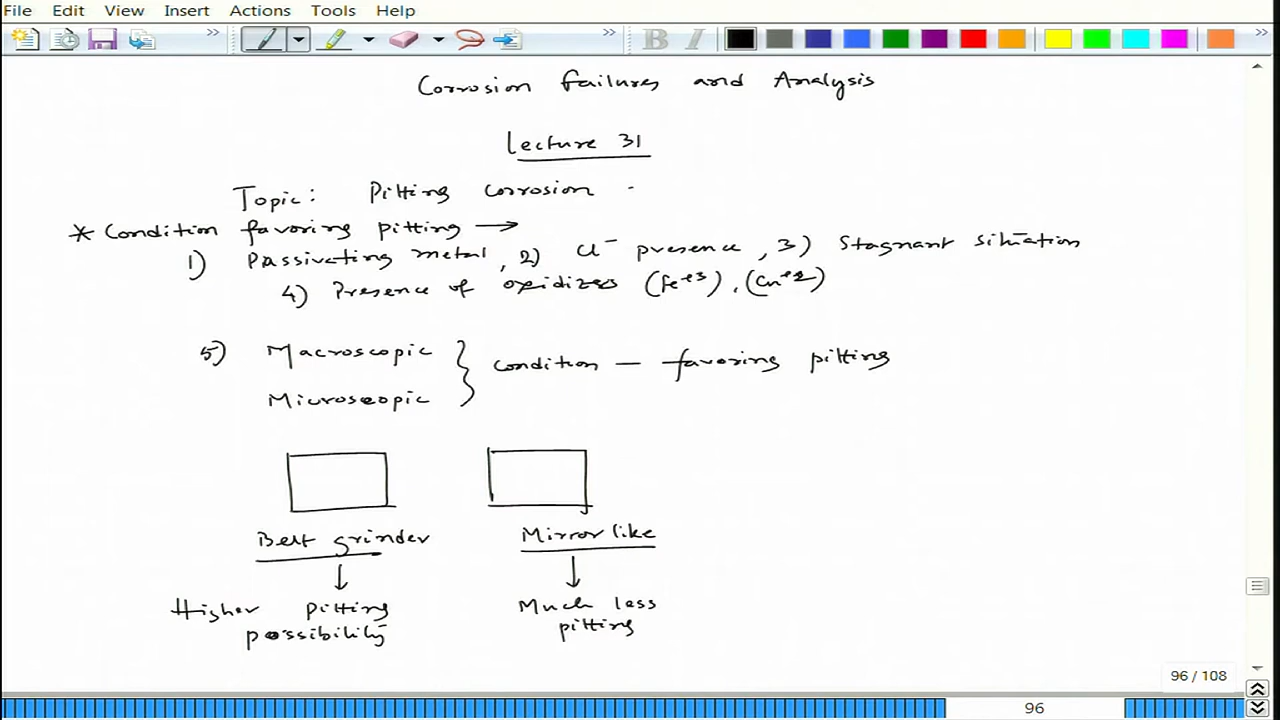 File Edit View Insert Actions Tools Help
B I
Corrosion failures and Analysis
Lecture 31
Topic: Pitting corrosion -
* Condition favoring pitting →
1) Passivating metal, 2) Cl⁻ presence, 3) Stagnant situation
4) Presence of oxidizers (Fe+3), (Cu+2)
5) Macroscopic
Microscopic } condition — favoring pitting
Belt grinder Mirror like
↓ ↓
Higher pitting Much less
possibility pitting
96 / 108
96